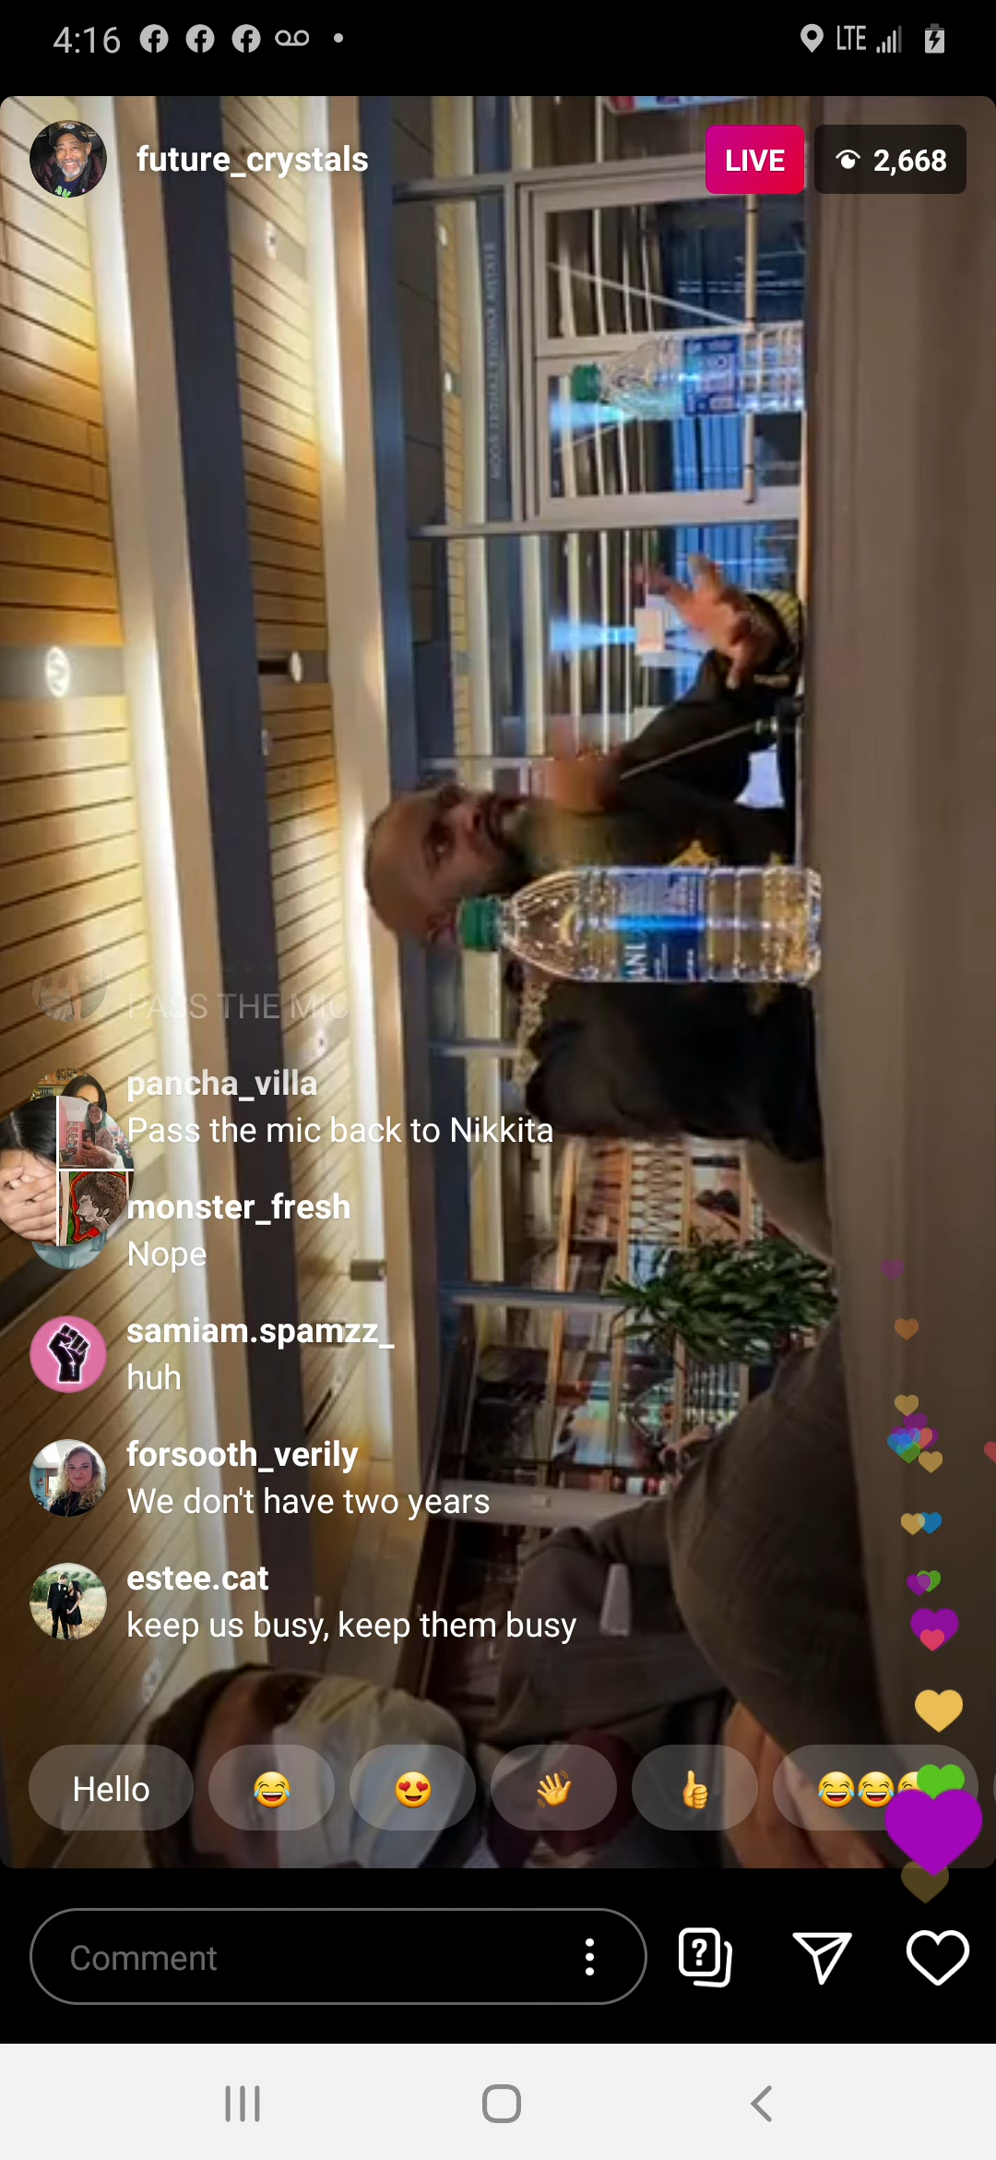 4:16
LTE
future_crystals
LIVE
2,668
PASS THE MIC
pancha_villa
Pass the mic back to Nikkita
monster_fresh
Nope
samiam.spamzz_
huh
forsooth_verily
We don't have two years
estee.cat
keep us busy, keep them busy
Hello
Comment